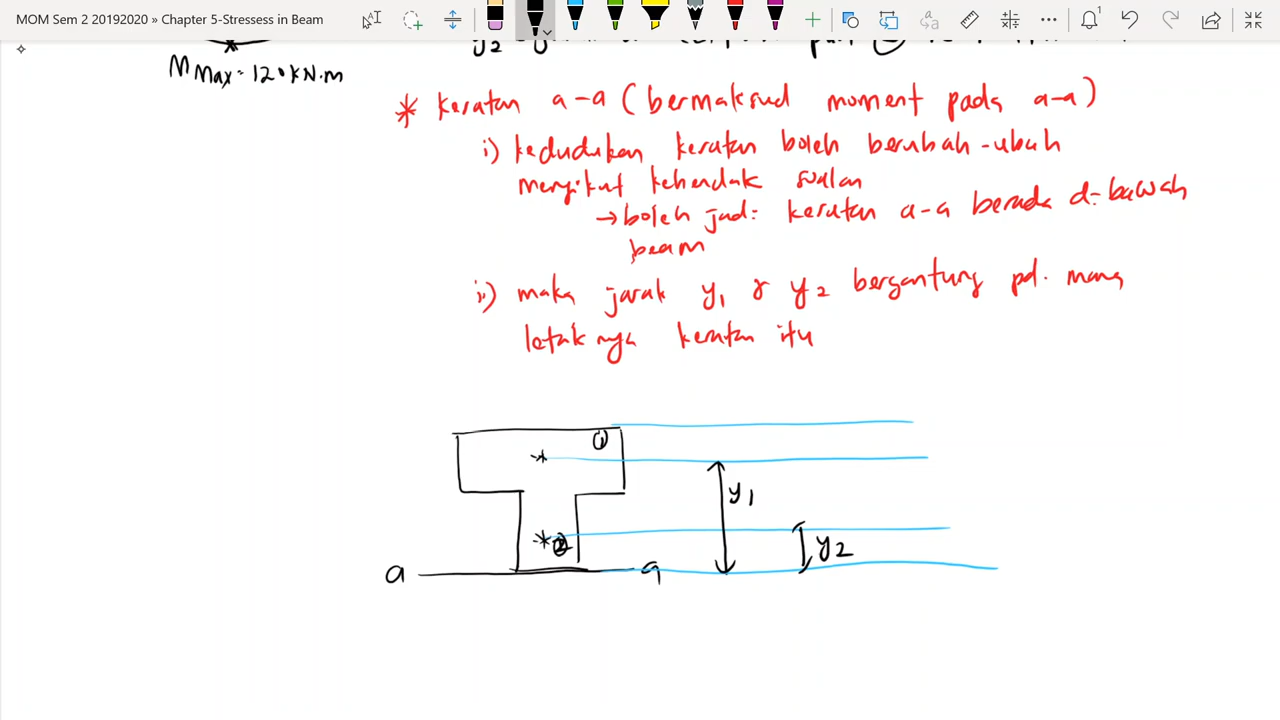 MOM Sem 2 20192020 » Chapter 5-Stressess in Beam
M Max = 120 kN.m
* keratan a-a (bermaksud moment pada a-a)
i) kedudukan keratan boleh berubah-ubah
mengikut kehendak soalan
→ boleh jadi keratan a-a berada di bawah
beam
ii) maka jarak y1 & y2 bergantung pd. mana
letaknya keratan itu
1
y1
2
y2
a
a